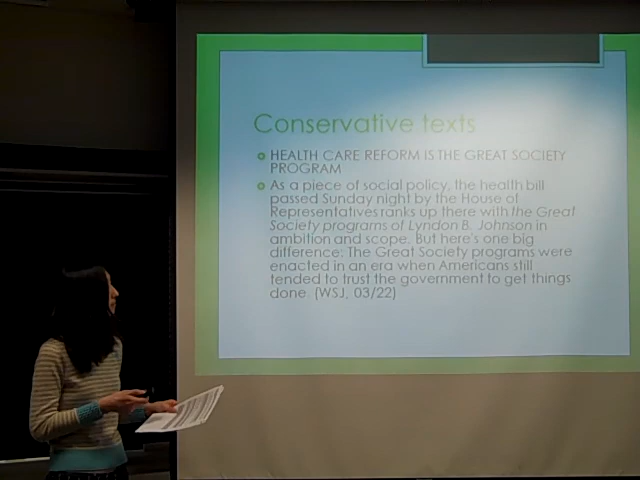 Conservative texts
HEALTH CARE REFORM IS THE GREAT SOCIETY
PROGRAM
As a piece of social policy, the health bill
passed Sunday night by the House of
Representatives ranks up there with the Great
Society programs of Lyndon B. Johnson in
ambition and scope. But here's one big
difference: The Great Society programs were
enacted in an era when Americans still
tended to trust the government to get things
done. (WSJ, 03/22)